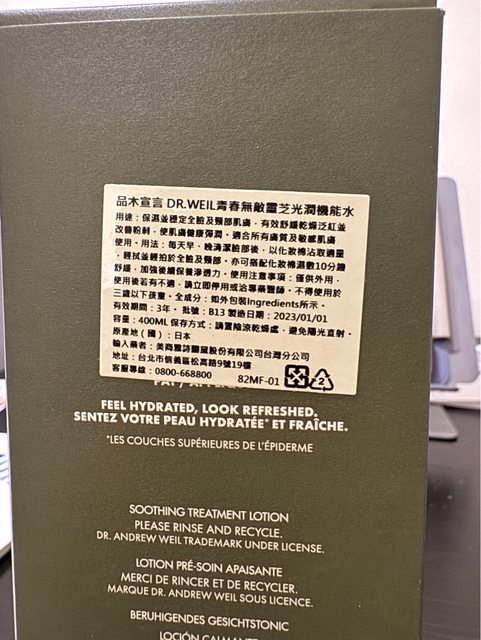 品木宣言 DR.WEIL青春無敵靈芝光潤機能水
用途：保濕並穩定全臉及頸部肌膚，有效舒緩乾燥泛紅並
改善粉刺，使肌膚健康彈潤。適合所有膚質及敏感肌膚
使用。用法：每天早、晚清潔臉部後，以化妝棉沾取適量
，輕拭並輕拍於全臉及頸部。亦可搭配化妝棉濕敷10分鐘
舒緩，加強後續保養滲透力。使用注意事項：僅供外用，
使用後若有不適，請立即停用或洽專業醫師。不得使用於
三歲以下孩童。全成分：如外包裝Ingredients所示。
有效期間：3年。批號：B13 製造日期：2023/01/01
容量：400ML 保存方式：請置陰涼乾燥處，避免陽光直射。
原產地（國）：日本
輸入業者：美商雅詩蘭黛股份有限公司台灣分公司
地址：台北市信義區松高路9號19樓
客服專線：0800-668800 82MF-01
FEEL HYDRATED, LOOK REFRESHED.
SENTEZ VOTRE PEAU HYDRATÉE* ET FRAÎCHE.
*LES COUCHES SUPÉRIEURES DE L'ÉPIDERME
SOOTHING TREATMENT LOTION
PLEASE RINSE AND RECYCLE.
DR. ANDREW WEIL TRADEMARK UNDER LICENSE.
LOTION PRÉ-SOIN APAISANTE
MERCI DE RINCER ET DE RECYCLER.
MARQUE DR. ANDREW WEIL SOUS LICENCE.
BERUHIGENDES GESICHTSTONIC
LOCIÓN CALMANTE